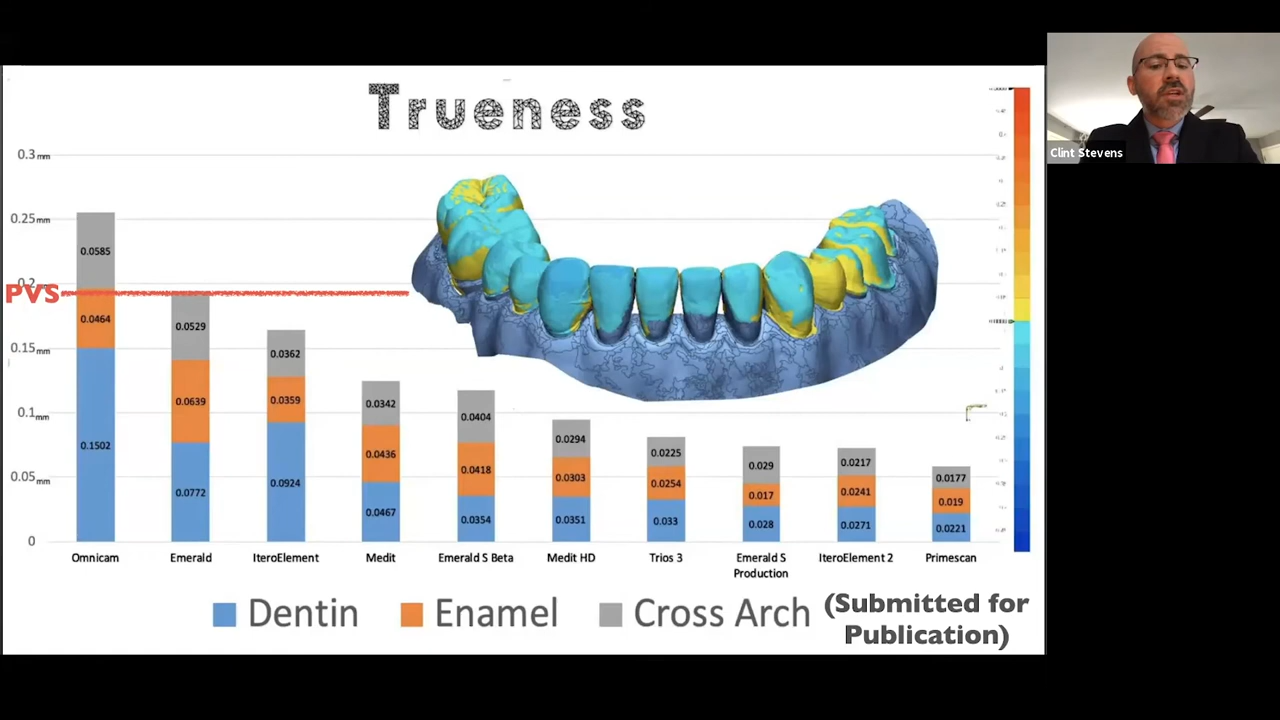 Trueness
Clint Stevens
0.3 mm
0.25 mm
0.2
PVS
0.15 mm
0.1 mm
0.05 mm
0
0.0585
0.0464
0.1502
0.0529
0.0639
0.0772
0.0362
0.0359
0.0924
0.0342
0.0436
0.0467
0.0404
0.0418
0.0354
0.0294
0.0303
0.0351
0.0225
0.0254
0.033
0.029
0.017
0.028
0.0217
0.0241
0.0271
0.0177
0.019
0.0221
Omnicam
Emerald
IteroElement
Medit
Emerald S Beta
Medit HD
Trios 3
Emerald S
Production
IteroElement 2
Primescan
Dentin
Enamel
Cross Arch
(Submitted for
Publication)